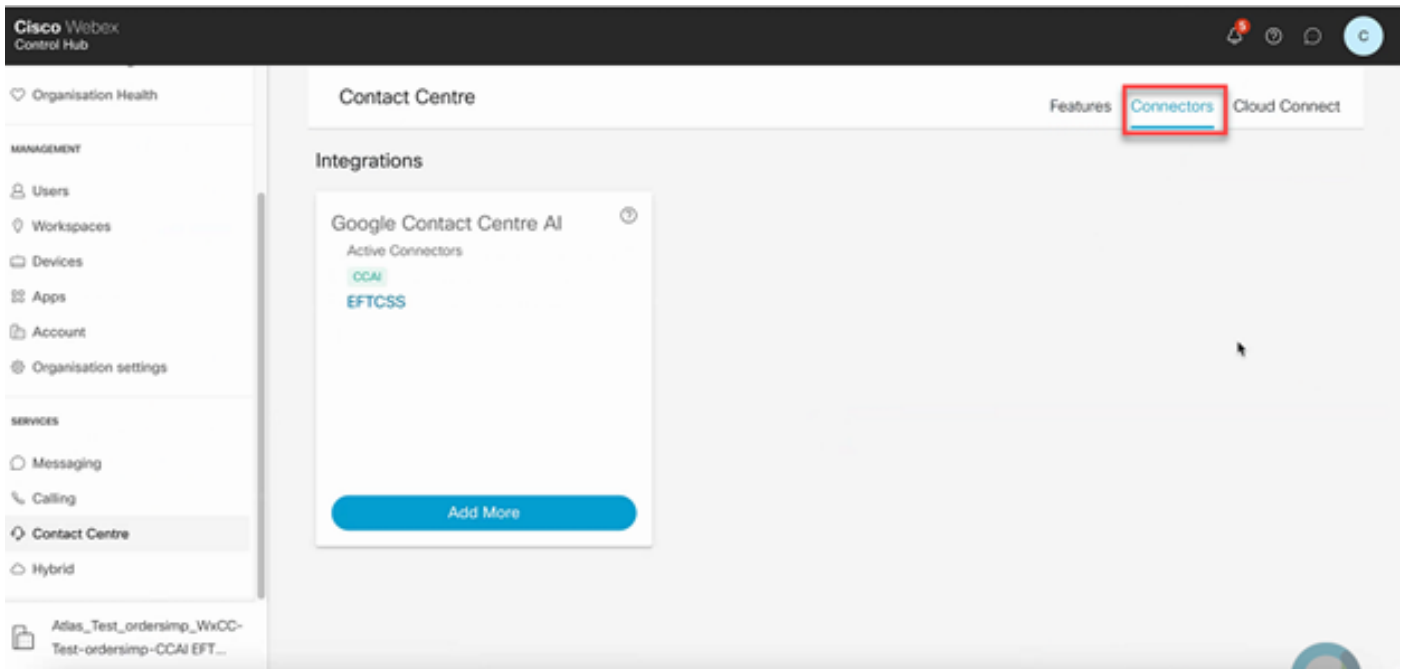 Cisco Webex
Control Hub
5
C
Organisation Health
MANAGEMENT
Users
Workspaces
Devices
Apps
Account
Organisation settings
SERVICES
Messaging
Calling
Contact Centre
Hybrid
Atlas_Test_ordersimp_WxCC-
Test-ordersimp-CCAI EFT...
Contact Centre
Features Connectors Cloud Connect
Integrations
Google Contact Centre AI
Active Connectors
CCAI
EFTCSS
Add More